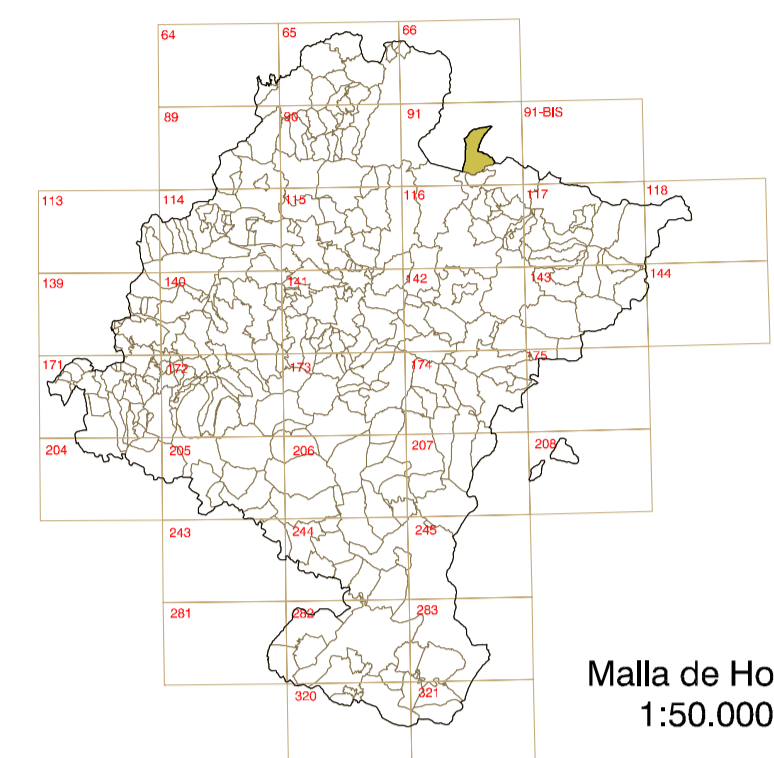 64 65 66
89 90 91 91-BIS
113 114 115 116 117 118
139 140 141 142 143 144
171 172 173 174 175
204 205 206 207 208
243 244 245
281 282 283
320 321
Malla de Ho
1:50.000